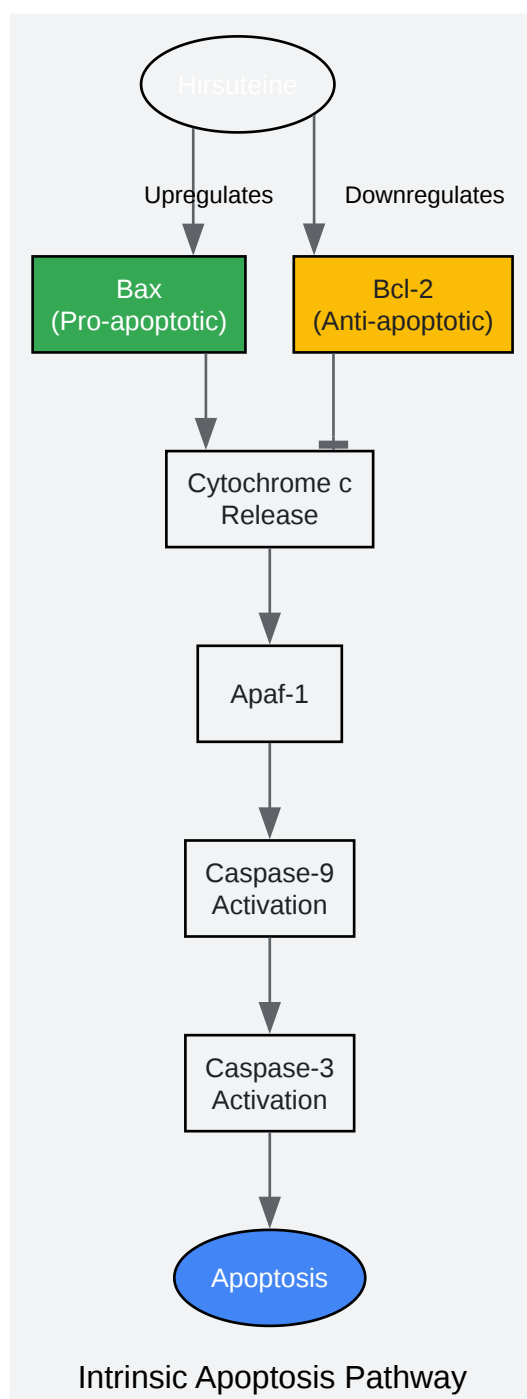 Hirsuteine
Upregulates
Downregulates
Bax
(Pro-apoptotic)
Bcl-2
(Anti-apoptotic)
Cytochrome c
Release
Apaf-1
Caspase-9
Activation
Caspase-3
Activation
Apoptosis
Intrinsic Apoptosis Pathway